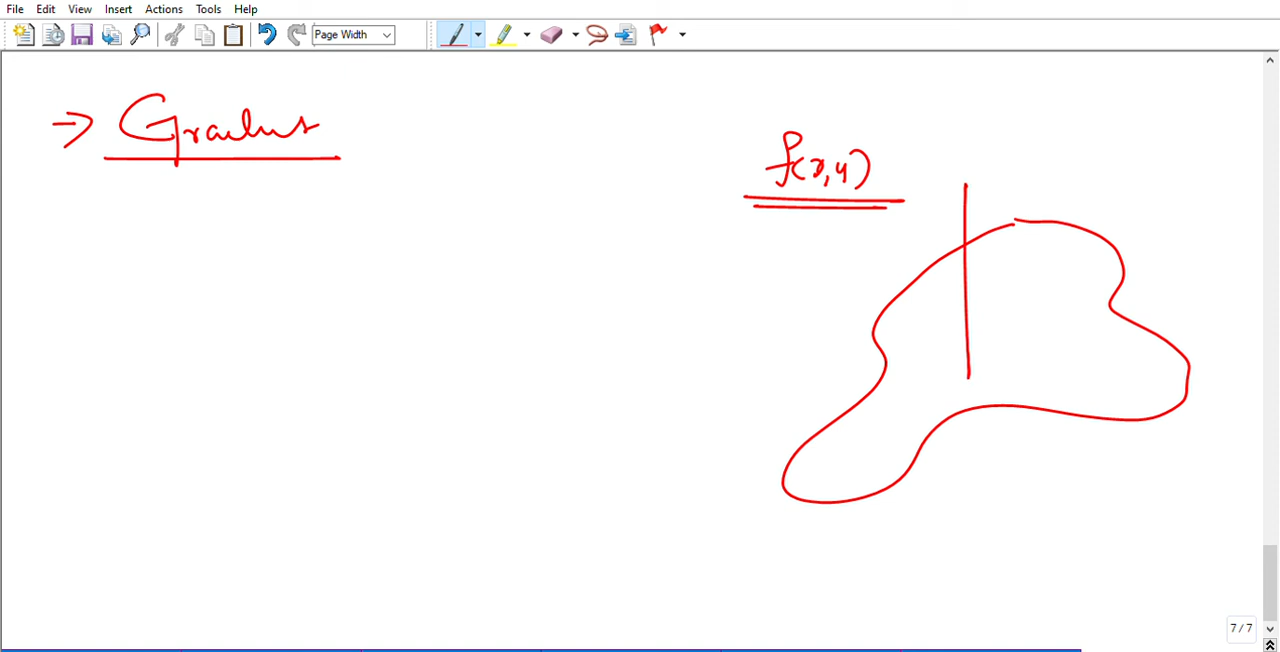 File Edit View Insert Actions Tools Help
Page Width
→ Gradus
f(x,y)
7/7